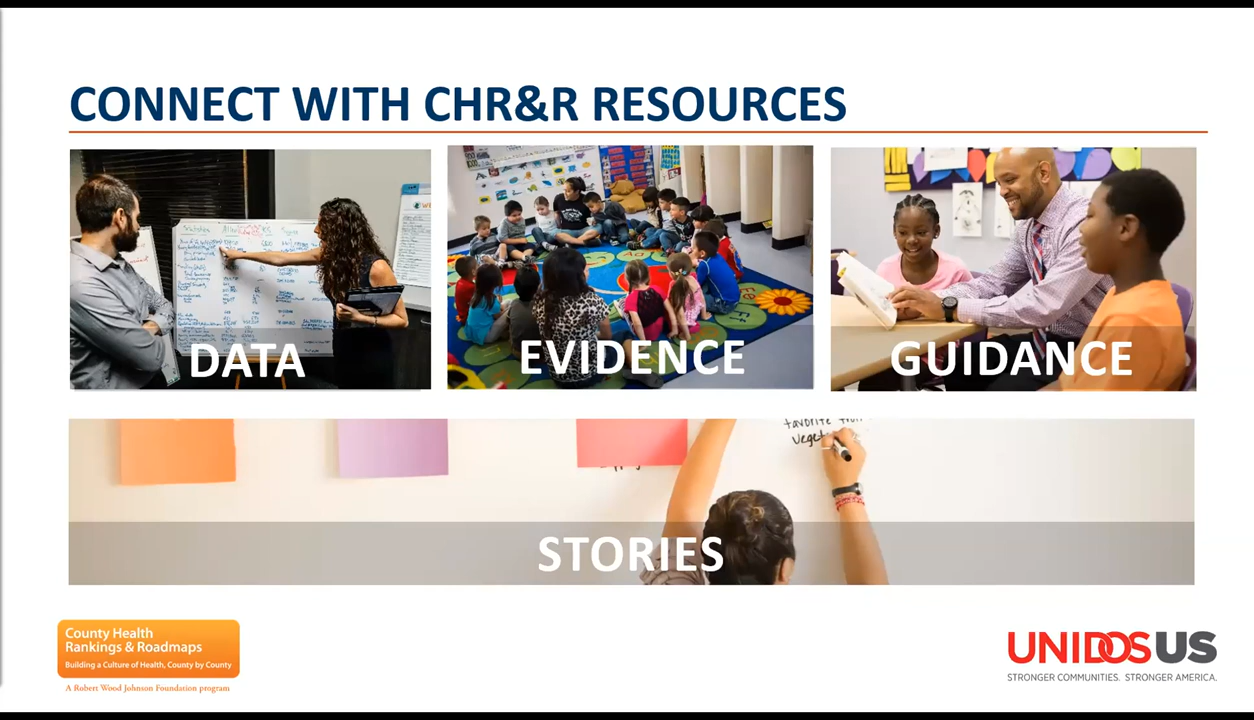 CONNECT WITH CHR&R RESOURCES
DATA
EVIDENCE
GUIDANCE
favorite
STORIES
County Health
Rankings & Roadmaps
Building a Culture of Health, County by County
A Robert Wood Johnson Foundation program
UNIDOSUS
STRONGER COMMUNITIES. STRONGER AMERICA.